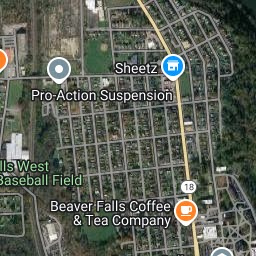 Sheetz
Pro-Action Suspension
lls West
Baseball Field
18
Beaver Falls Coffee
& Tea Company